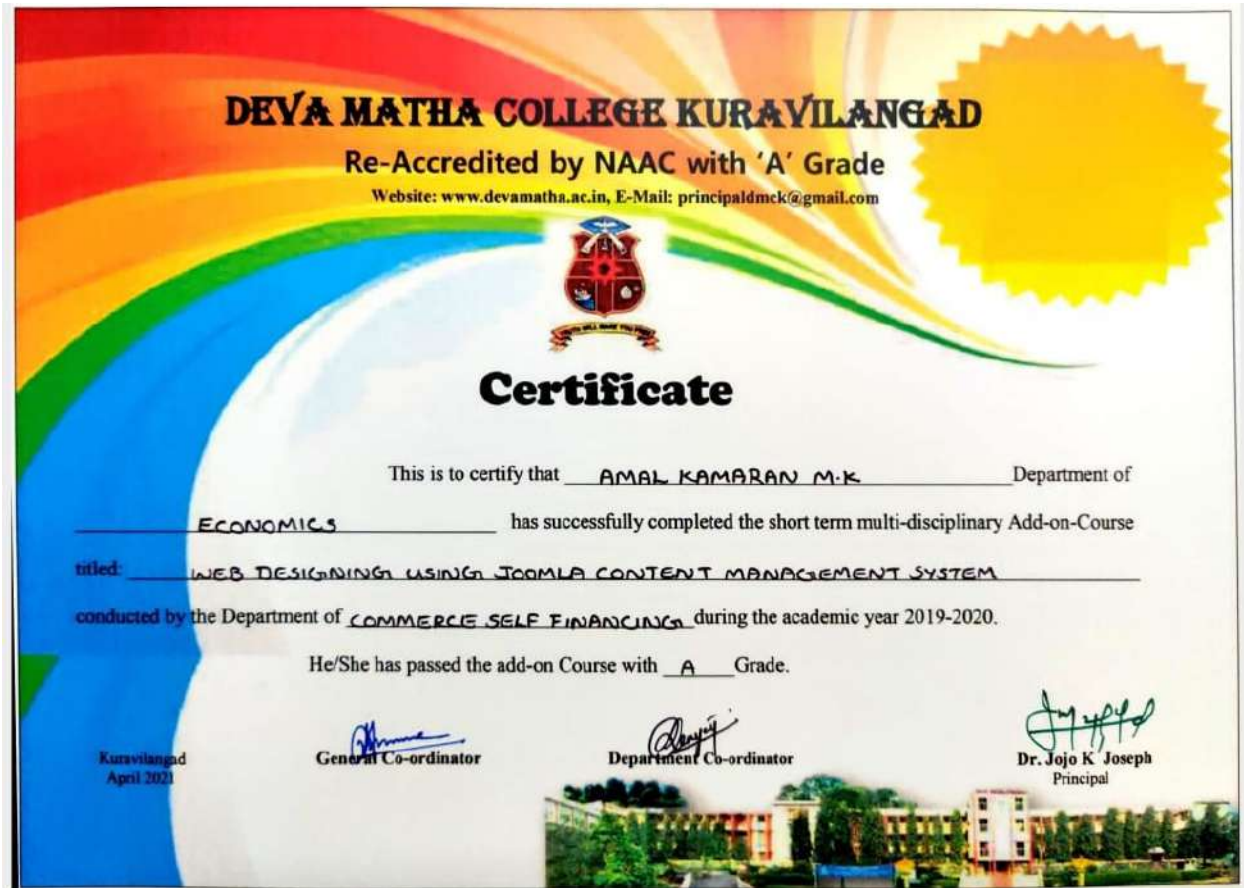 DEVA MATHA COLLEGE KURAVILANGAD
Re-Accredited by NAAC with ‘A’ Grade
Website: www.devamatha.ac.in, E-Mail: principaldmck@gmail.com
Certificate
This is to certify that AMAL KAMARAN M.K Department of
ECONOMICS has successfully completed the short term multi-disciplinary Add-on-Course
titled: WEB DESIGNING USING JOOMLA CONTENT MANAGEMENT SYSTEM
conducted by the Department of COMMERCE SELF FINANCING during the academic year 2019-2020.
He/She has passed the add-on Course with A Grade.
Kuravilangad
April 2021
General Co-ordinator
Department Co-ordinator
Dr. Jojo K Joseph
Principal